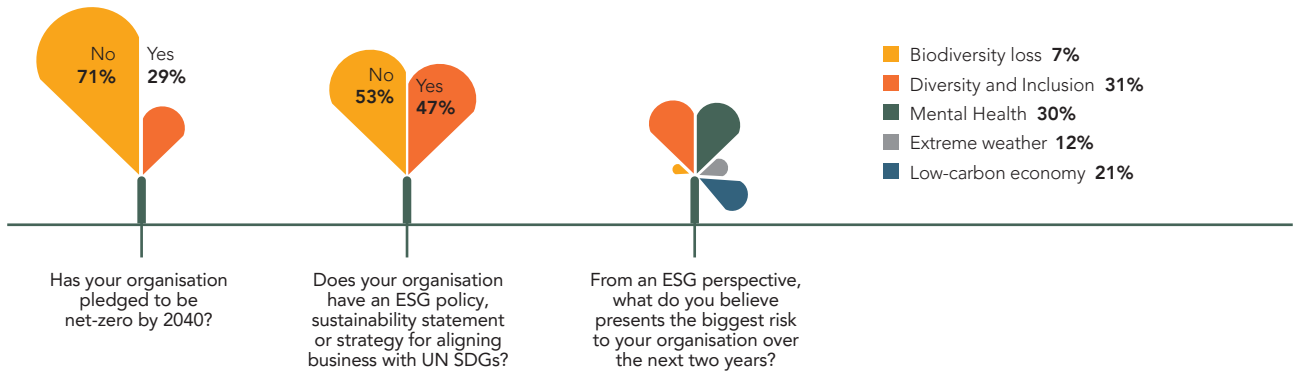 No
71%
Yes
29%
No
53%
Yes
47%
Biodiversity loss 7%
Diversity and Inclusion 31%
Mental Health 30%
Extreme weather 12%
Low-carbon economy 21%
Has your organisation
pledged to be
net-zero by 2040?
Does your organisation
have an ESG policy,
sustainability statement
or strategy for aligning
business with UN SDGs?
From an ESG perspective,
what do you believe
presents the biggest risk
to your organisation over
the next two years?